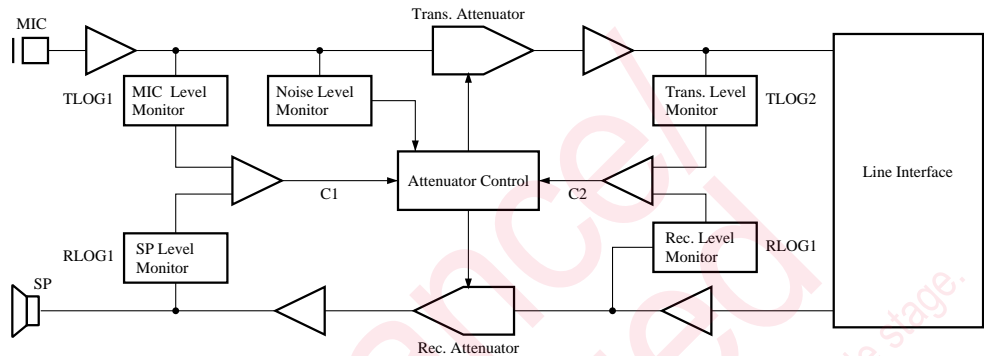 MIC
Trans. Attenuator
TLOG1
MIC Level
Monitor
Noise Level
Monitor
Trans. Level
Monitor
TLOG2
C1
Attenuator Control
C2
Line Interface
RLOG1
SP Level
Monitor
Rec. Level
Monitor
RLOG1
SP
Rec. Attenuator
stage.